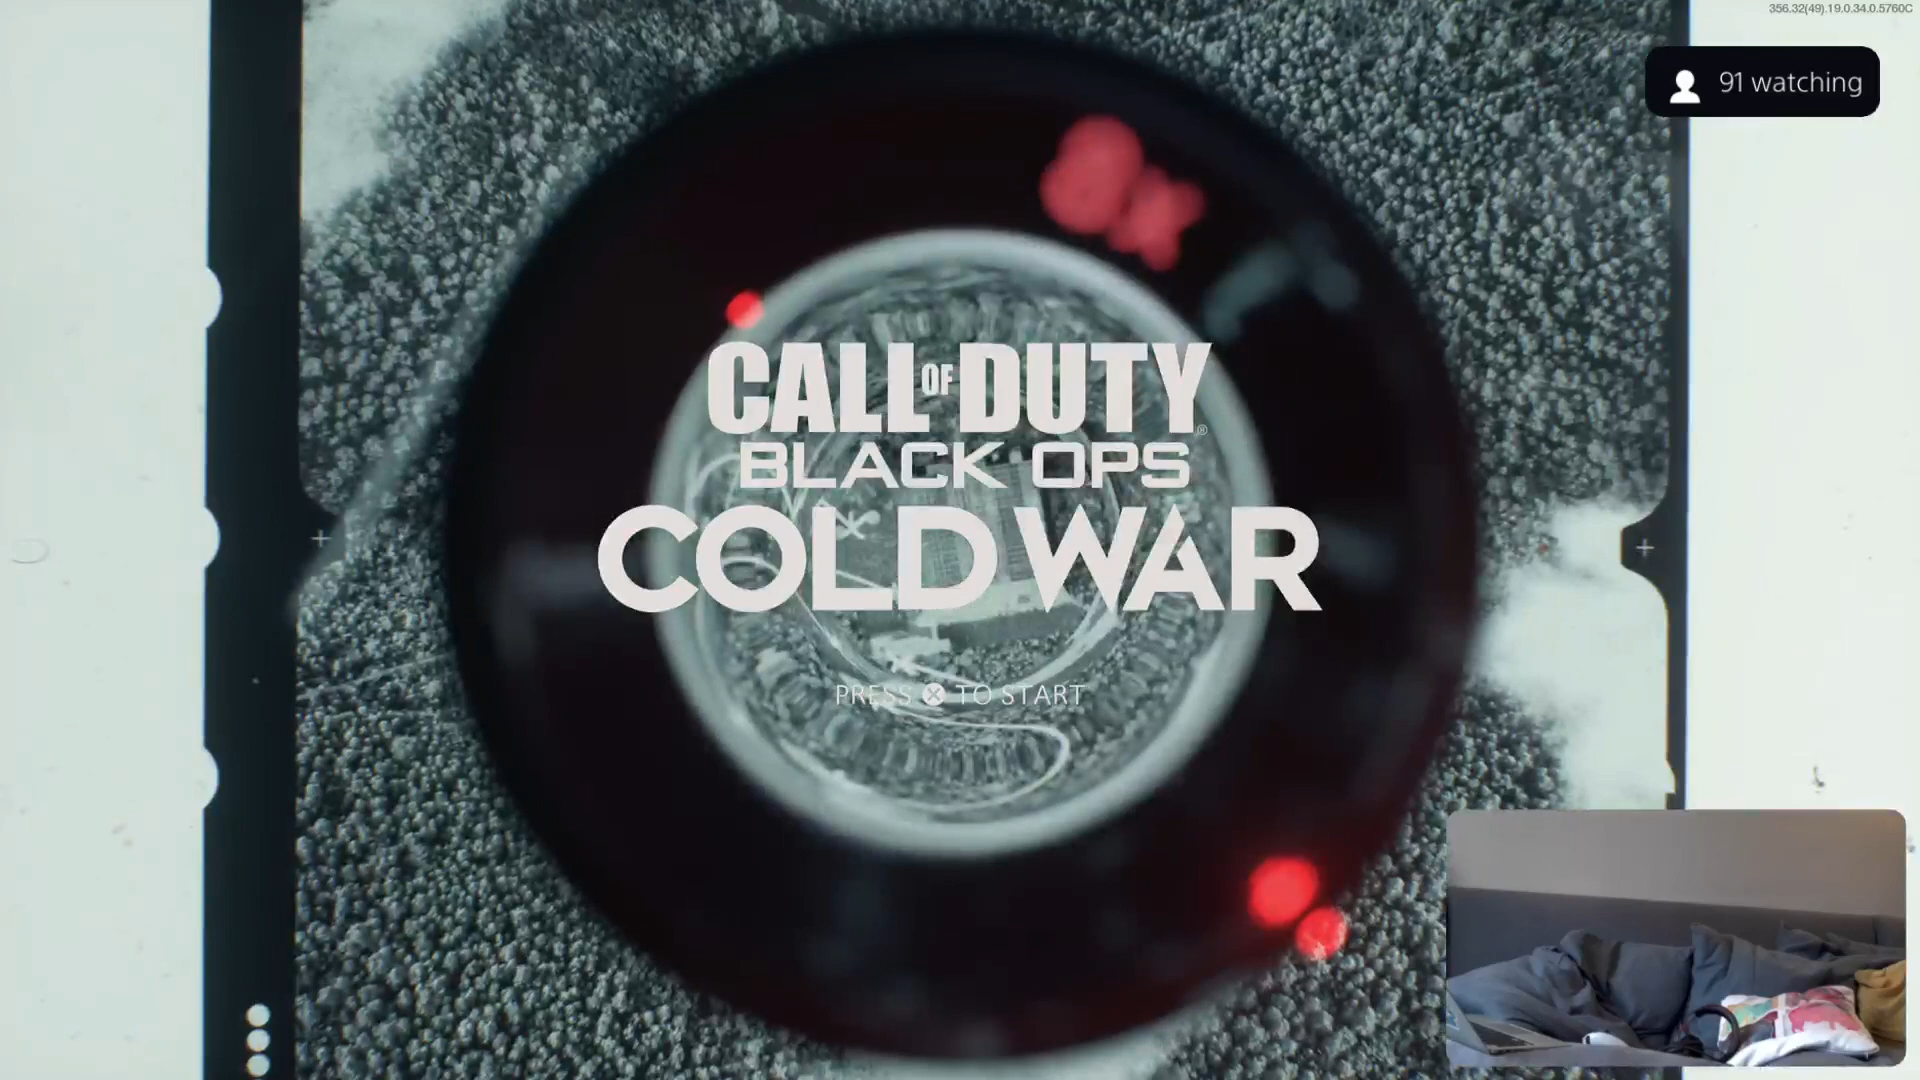 356.32(49).19.0.34.0.5760C
91 watching
CALL OF DUTY®
BLACK OPS
COLD WAR
PRESS ⊗ TO START